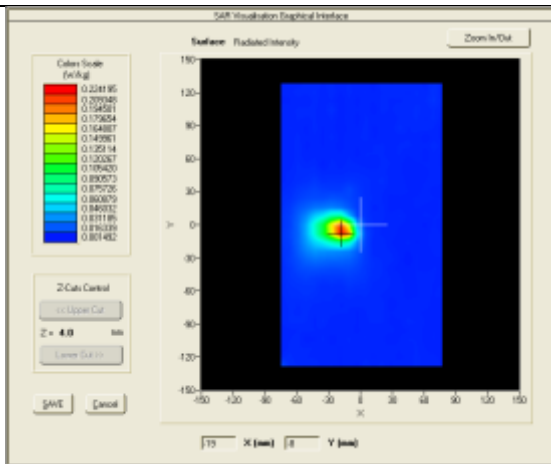 SAR Visualisation Graphical Interface
Surface Radiated Intensity
Zoom In/Out
Colors Scale
(W/kg)
0.224195
0.209348
0.194501
0.179654
0.164807
0.149961
0.135114
0.120267
0.105420
0.090573
0.075726
0.060879
0.046032
0.031185
0.016339
0.001492
150
120
90
60
30
0
-30
-60
-90
-120
-150
Y
-150 -120 -90 -60 -30 0 30 60 90 120 150
X
Z-Cuts Control
<< Upper Cut
Z = 4.0 mm
Lower Cut >>
SAVE Cancel
-19 X (mm) -8 Y (mm)